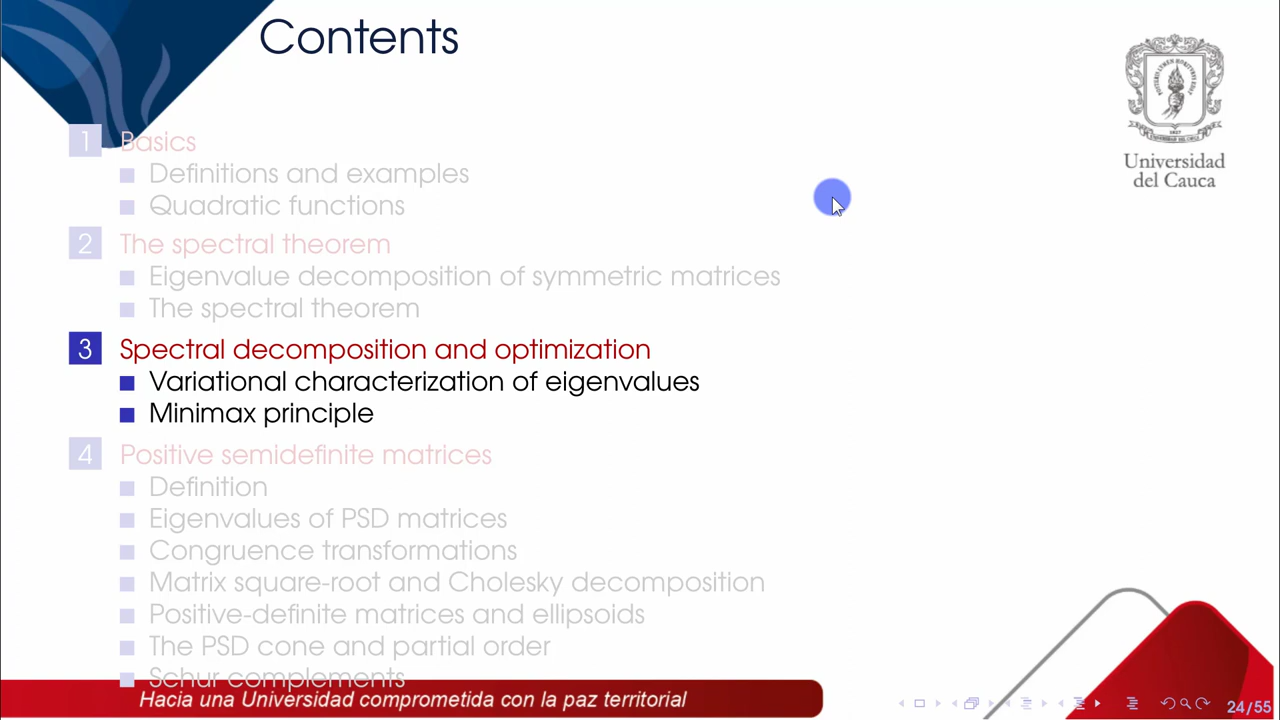 Contents
1 Basics
Definitions and examples
Quadratic functions
2 The spectral theorem
Eigenvalue decomposition of symmetric matrices
The spectral theorem
3 Spectral decomposition and optimization
Variational characterization of eigenvalues
Minimax principle
4 Positive semidefinite matrices
Definition
Eigenvalues of PSD matrices
Congruence transformations
Matrix square-root and Cholesky decomposition
Positive-definite matrices and ellipsoids
The PSD cone and partial order
Schur complements
Universidad
del Cauca
Hacia una Universidad comprometida con la paz territorial
24/55